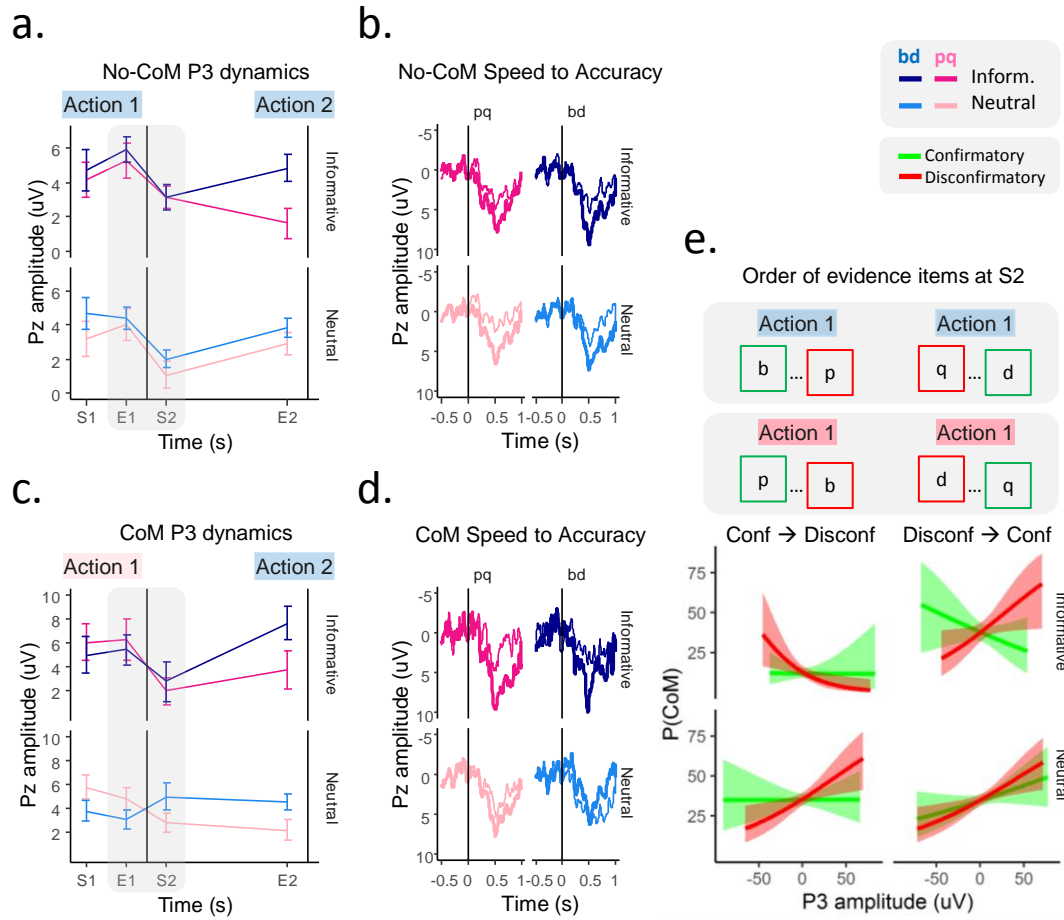 a.
No-CoM P3 dynamics
Action 1
Action 2
Pz amplitude (uV)
6
4
2
0
Informative
6
4
2
0
Neutral
S1
E1
S2
E2
Time (s)
b.
No-CoM Speed to Accuracy
pq
bd
Pz amplitude (uV)
-5
0
5
10
Informative
-5
0
5
10
Neutral
-0.5 0 0.5 1
-0.5 0 0.5 1
Time (s)
bd pq
Inform.
Neutral
Confirmatory
Disconfirmatory
c.
CoM P3 dynamics
Action 1
Action 2
Pz amplitude (uV)
10
8
6
4
2
Informative
10
8
6
4
2
Neutral
S1
E1
S2
E2
Time (s)
d.
CoM Speed to Accuracy
pq
bd
Pz amplitude (uV)
-5
0
5
10
Informative
-5
0
5
10
Neutral
-0.5 0 0.5 1
-0.5 0 0.5 1
Time (s)
e.
Order of evidence items at S2
Action 1
Action 1
b ... p
q ... d
Action 1
Action 1
p ... b
d ... q
Conf → Disconf
Disconf → Conf
P(CoM)
75
50
25
Informative
75
50
25
Neutral
-50 0 50
-50 0 50
P3 amplitude (uV)